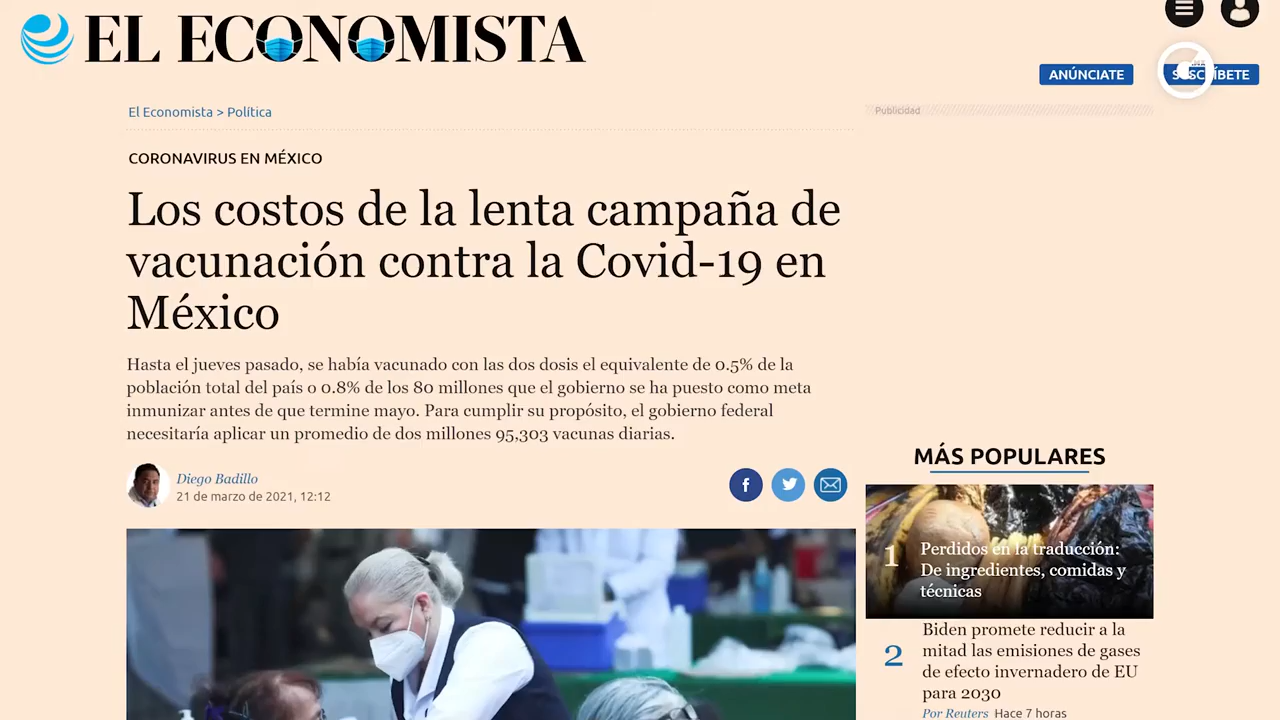 EL ECONOMISTA
ANÚNCIATE
El Economista > Política
Publicidad
CORONAVIRUS EN MÉXICO
Los costos de la lenta campaña de
vacunación contra la Covid-19 en
México
Hasta el jueves pasado, se había vacunado con las dos dosis el equivalente de 0.5% de la
población total del país o 0.8% de los 80 millones que el gobierno se ha puesto como meta
inmunizar antes de que termine mayo. Para cumplir su propósito, el gobierno federal
necesitaría aplicar un promedio de dos millones 95,303 vacunas diarias.
Diego Badillo
21 de marzo de 2021, 12:12
MÁS POPULARES
1
Perdidos en la traducción:
De ingredientes, comidas y
técnicas
2
Biden promete reducir a la
mitad las emisiones de gases
de efecto invernadero de EU
para 2030
Por Reuters Hace 7 horas